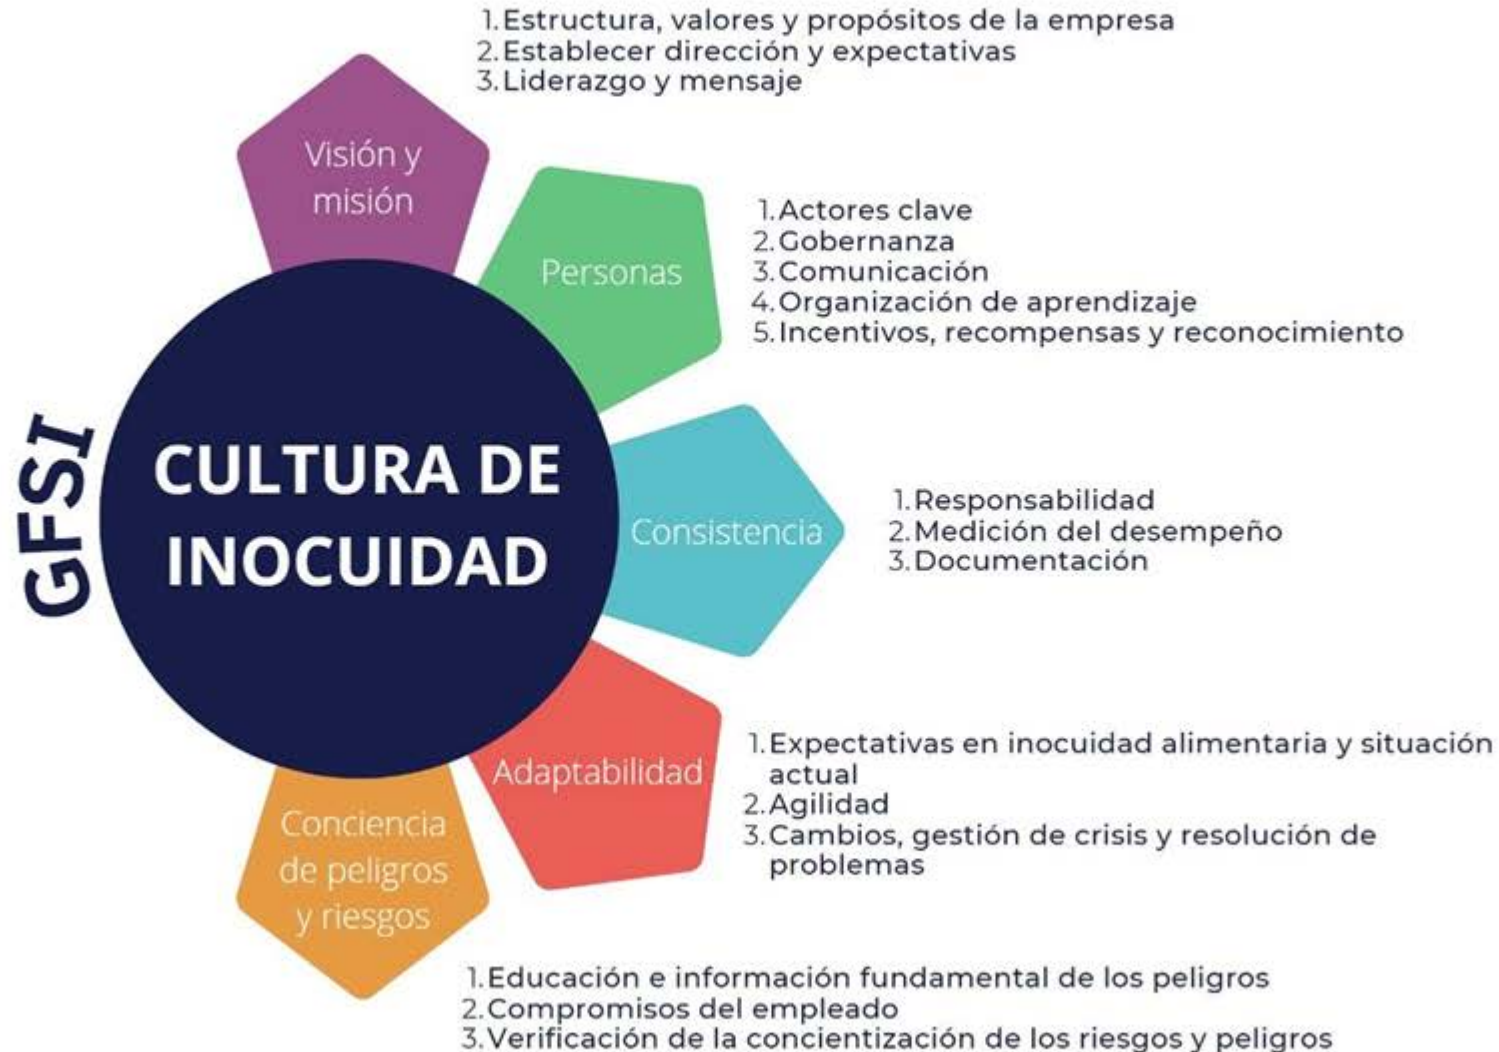 1. Estructura, valores y propósitos de la empresa
2. Establecer dirección y expectativas
3. Liderazgo y mensaje
Visión y
misión
Personas
1. Actores clave
2. Gobernanza
3. Comunicación
4. Organización de aprendizaje
5. Incentivos, recompensas y reconocimiento
GFSI
CULTURA DE
INOCUIDAD
Consistencia
1. Responsabilidad
2. Medición del desempeño
3. Documentación
Adaptabilidad
1. Expectativas en inocuidad alimentaria y situación
actual
2. Agilidad
3. Cambios, gestión de crisis y resolución de
problemas
Conciencia
de peligros
y riesgos
1. Educación e información fundamental de los peligros
2. Compromisos del empleado
3. Verificación de la concientización de los riesgos y peligros